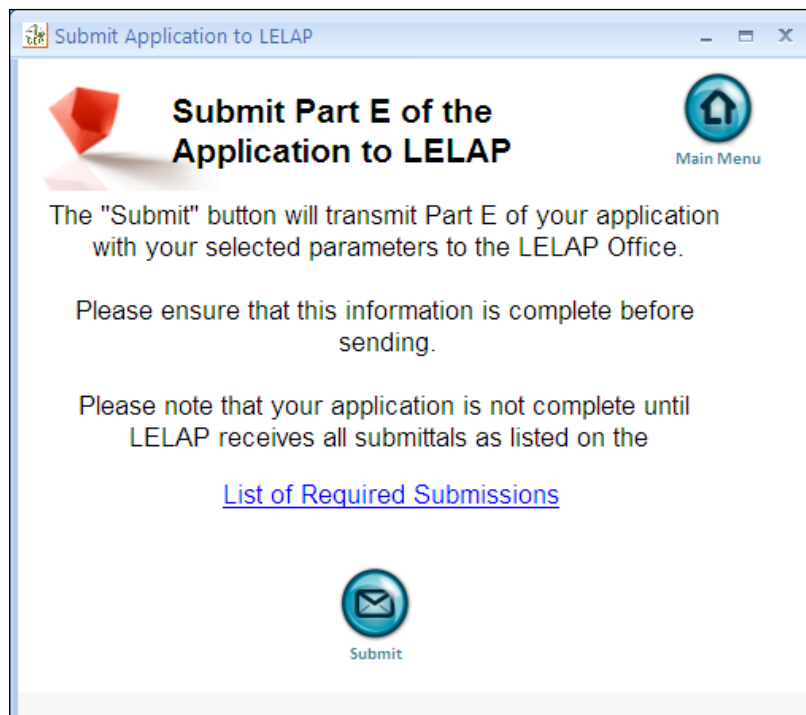 Submit Application to LELAP
Submit Part E of the
Application to LELAP
Main Menu
The "Submit" button will transmit Part E of your application
with your selected parameters to the LELAP Office.
Please ensure that this information is complete before
sending.
Please note that your application is not complete until
LELAP receives all submittals as listed on the
List of Required Submissions
Submit